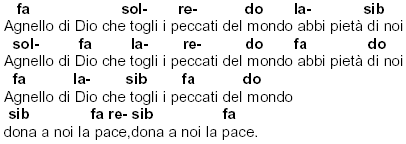 fa sol- re- do la- sib
Agnello di Dio che togli i peccati del mondo abbi pietà di noi
sol- fa la- re- do fa do
Agnello di Dio che togli i peccati del mondo abbi pietà di noi
fa la- sib fa do
Agnello di Dio che togli i peccati del mondo
sib fa re- sib fa
dona a noi la pace,dona a noi la pace.